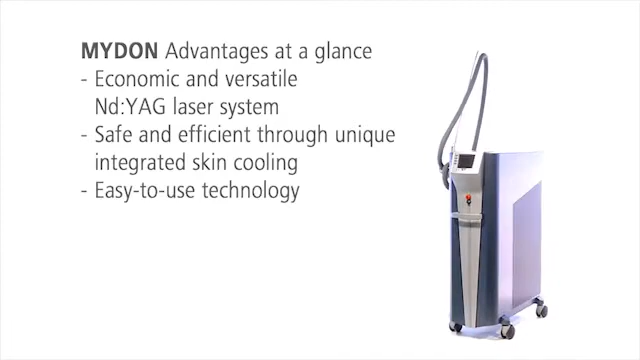 MYDON Advantages at a glance
- Economic and versatile
Nd:YAG laser system
- Safe and efficient through unique
integrated skin cooling
- Easy-to-use technology